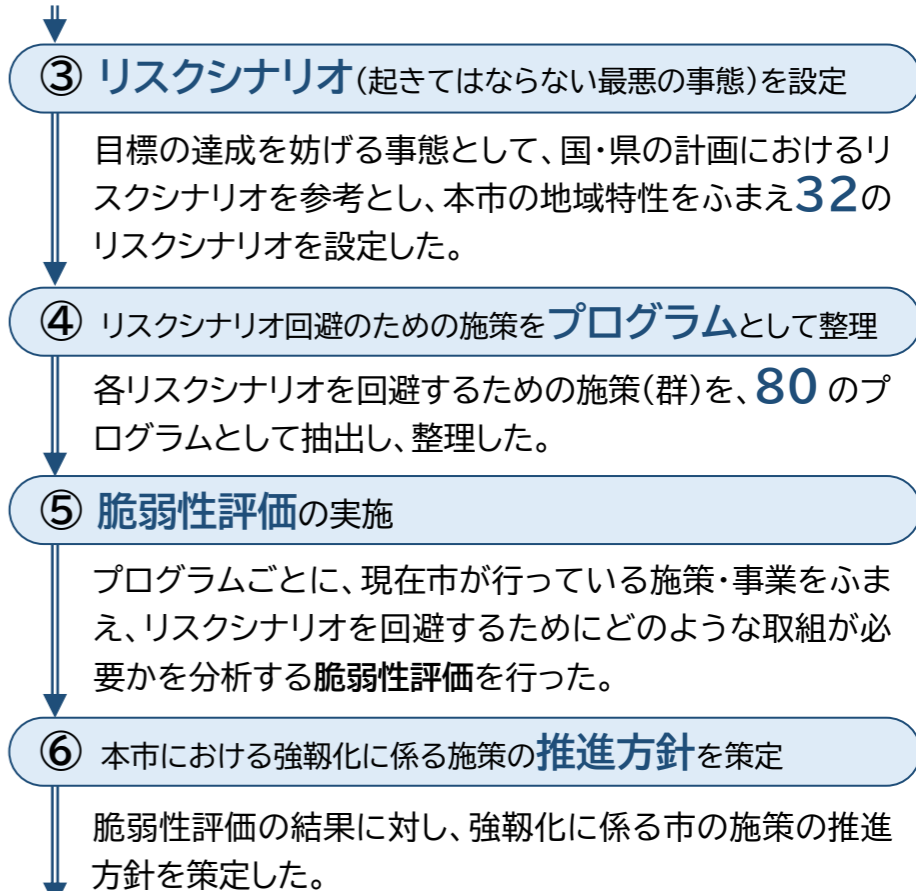 ③ リスクシナリオ(起きてはならない最悪の事態)を設定
目標の達成を妨げる事態として、国・県の計画におけるリ
スクシナリオを参考とし、本市の地域特性をふまえ32の
リスクシナリオを設定した。
④ リスクシナリオ回避のための施策をプログラムとして整理
各リスクシナリオを回避するための施策(群)を、80 のプ
ログラムとして抽出し、整理した。
⑤ 脆弱性評価の実施
プログラムごとに、現在市が行っている施策・事業をふま
え、リスクシナリオを回避するためにどのような取組が必
要かを分析する脆弱性評価を行った。
⑥ 本市における強靱化に係る施策の推進方針を策定
脆弱性評価の結果に対し、強靱化に係る市の施策の推進
方針を策定した。